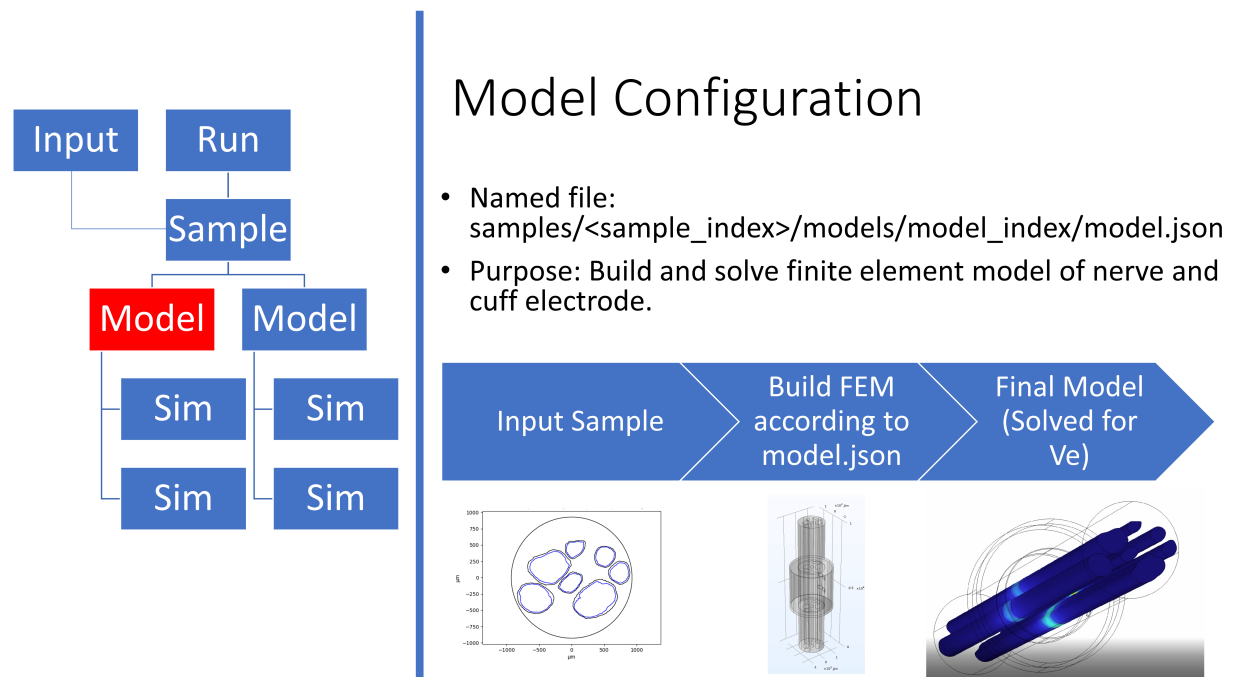 Input
Run
Sample
Model
Model
Sim
Sim
Sim
Sim
Model Configuration
• Named file:
samples/<sample_index>/models/model_index/model.json
• Purpose: Build and solve finite element model of nerve and
cuff electrode.
Input Sample
Build FEM
according to
model.json
Final Model
(Solved for
Ve)
1000
750
500
250
0
−250
−500
−750
−1000
µm
−1000
−500
0
500
1000
µm